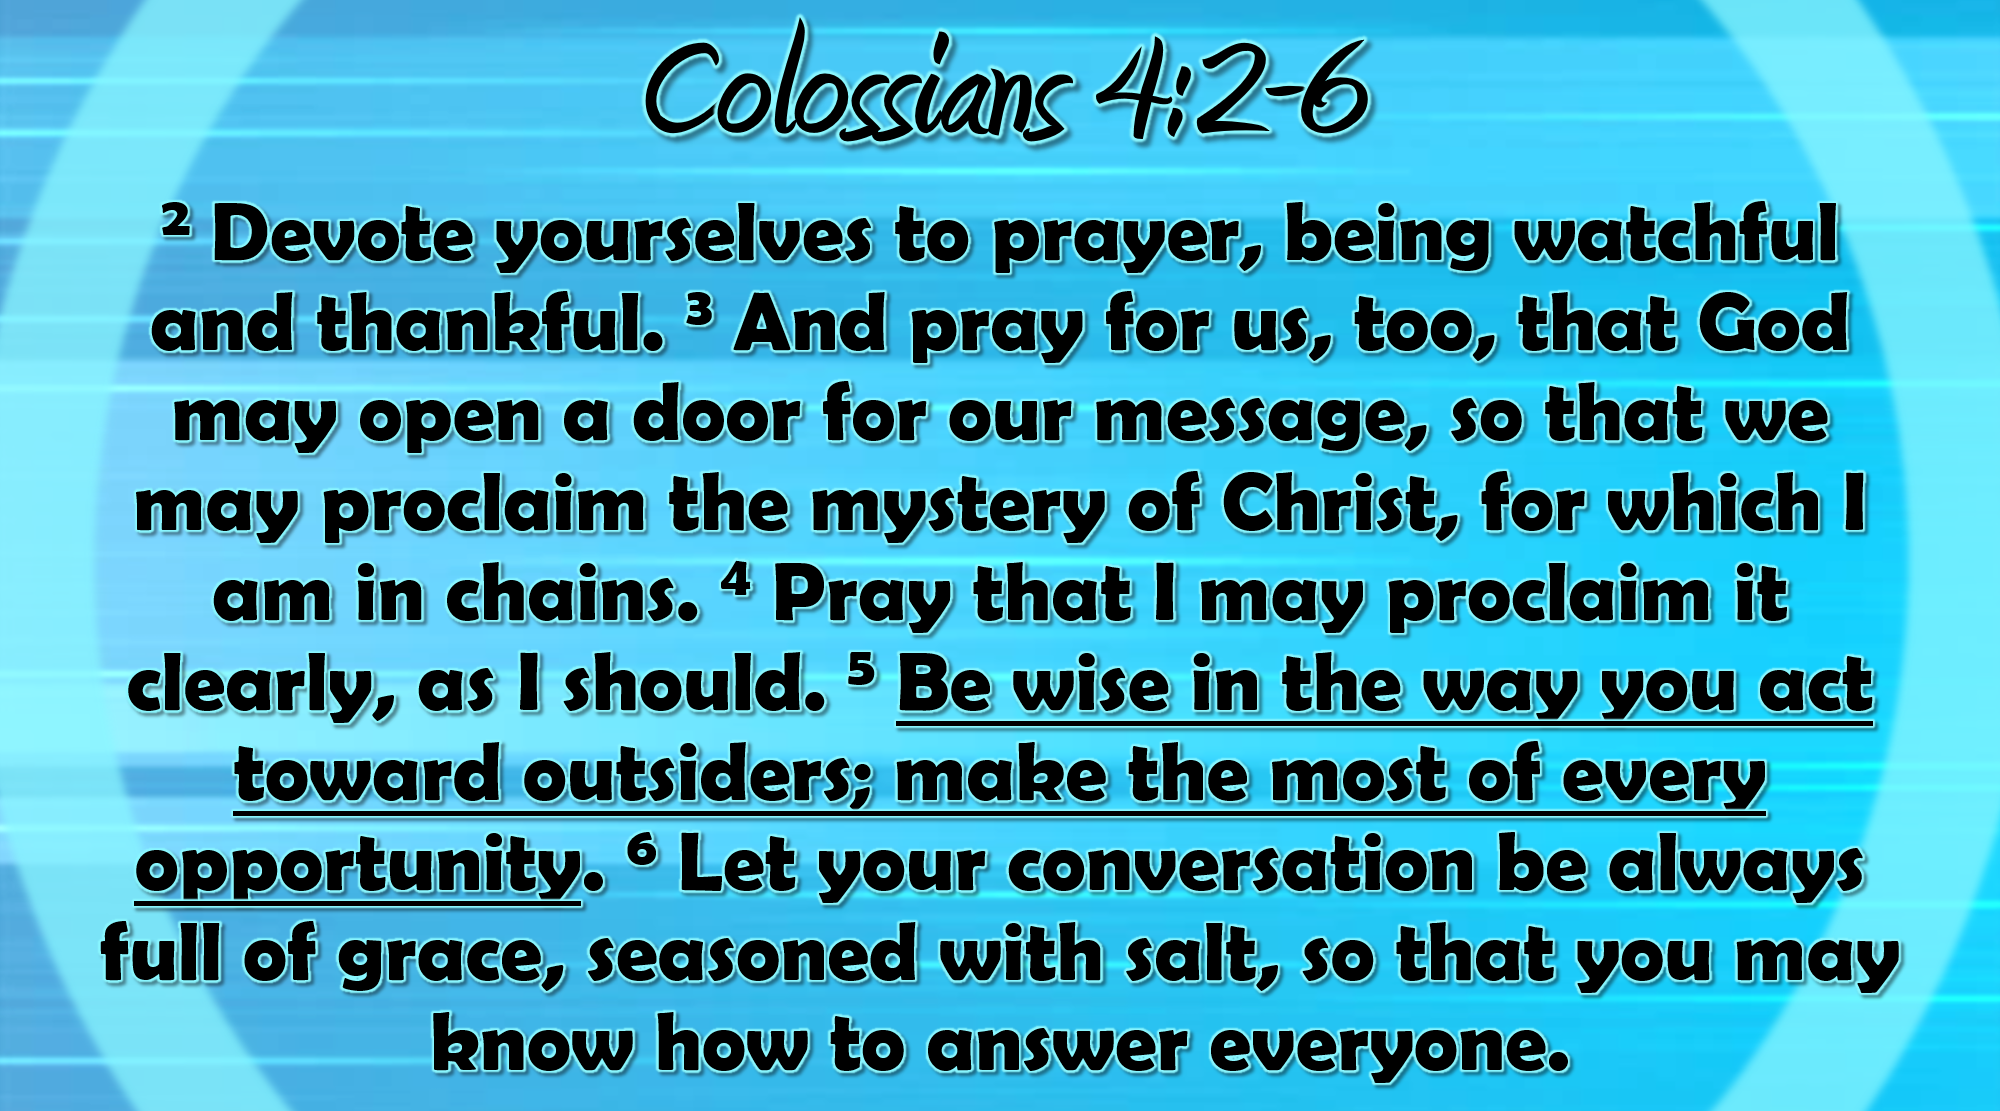 Colossians 4:2-6
² Devote yourselves to prayer, being watchful
and thankful. ³ And pray for us, too, that God
may open a door for our message, so that we
may proclaim the mystery of Christ, for which I
am in chains. ⁴ Pray that I may proclaim it
clearly, as I should. ⁵ Be wise in the way you act
toward outsiders; make the most of every
opportunity. ⁶ Let your conversation be always
full of grace, seasoned with salt, so that you may
know how to answer everyone.